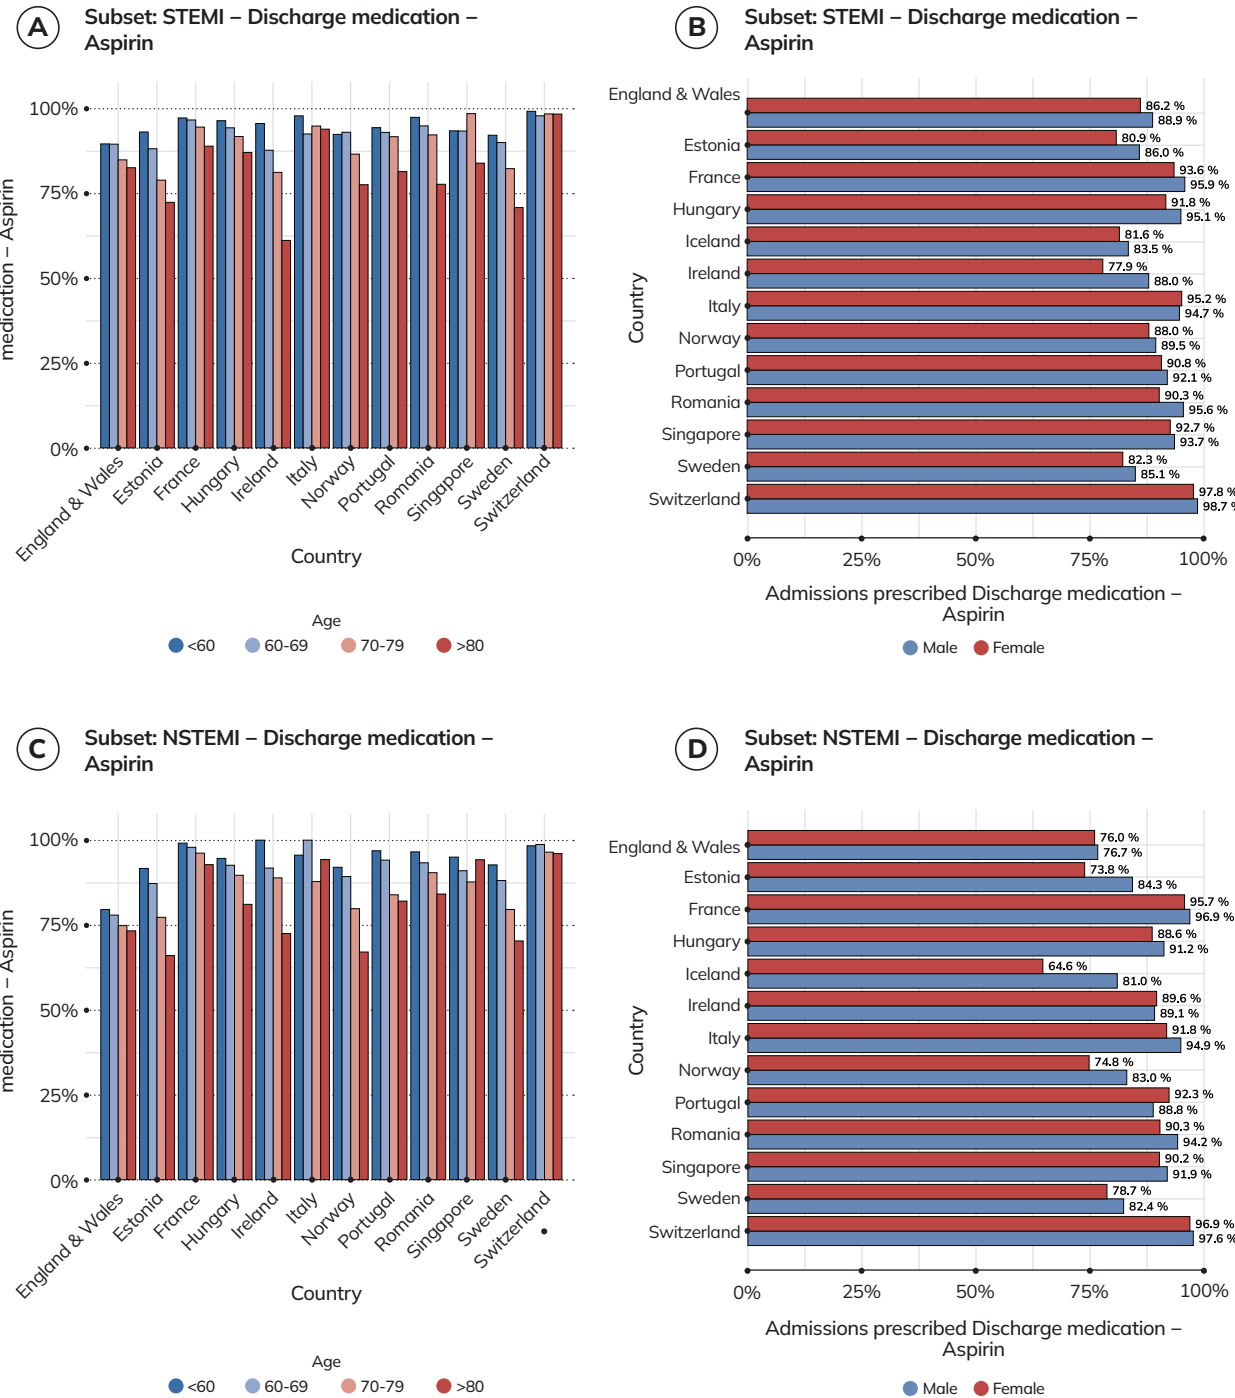 A
Subset: STEMI – Discharge medication –
Aspirin
medication – Aspirin
100%
75%
50%
25%
0%
England & Wales
Estonia
France
Hungary
Ireland
Italy
Norway
Portugal
Romania
Singapore
Sweden
Switzerland
Country
Age
<60
60-69
70-79
>80
B
Subset: STEMI – Discharge medication –
Aspirin
Country
England & Wales
86.2 %
88.9 %
Estonia
80.9 %
86.0 %
France
93.6 %
95.9 %
Hungary
91.8 %
95.1 %
Iceland
81.6 %
83.5 %
Ireland
77.9 %
88.0 %
Italy
95.2 %
94.7 %
Norway
88.0 %
89.5 %
Portugal
90.8 %
92.1 %
Romania
90.3 %
95.6 %
Singapore
92.7 %
93.7 %
Sweden
82.3 %
85.1 %
Switzerland
97.8 %
98.7 %
0% 25% 50% 75% 100%
Admissions prescribed Discharge medication –
Aspirin
Male Female
C
Subset: NSTEMI – Discharge medication –
Aspirin
medication – Aspirin
100%
75%
50%
25%
0%
England & Wales
Estonia
France
Hungary
Ireland
Italy
Norway
Portugal
Romania
Singapore
Sweden
Switzerland
Country
Age
<60
60-69
70-79
>80
D
Subset: NSTEMI – Discharge medication –
Aspirin
Country
England & Wales
76.0 %
76.7 %
Estonia
73.8 %
84.3 %
France
95.7 %
96.9 %
Hungary
88.6 %
91.2 %
Iceland
64.6 %
81.0 %
Ireland
89.6 %
89.1 %
Italy
91.8 %
94.9 %
Norway
74.8 %
83.0 %
Portugal
92.3 %
88.8 %
Romania
90.3 %
94.2 %
Singapore
90.2 %
91.9 %
Sweden
78.7 %
82.4 %
Switzerland
96.9 %
97.6 %
0% 25% 50% 75% 100%
Admissions prescribed Discharge medication –
Aspirin
Male Female